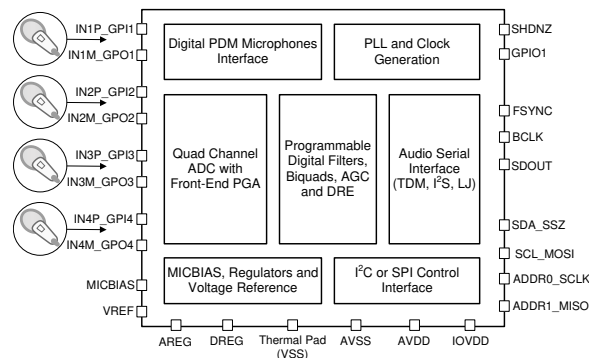 IN1P_GPI1
IN1M_GPO1
IN2P_GPI2
IN2M_GPO2
IN3P_GPI3
IN3M_GPO3
IN4P_GPI4
IN4M_GPO4
MICBIAS
VREF
Digital PDM Microphones
Interface
PLL and Clock
Generation
Quad Channel
ADC with
Front-End PGA
Programmable
Digital Filters,
Biquads, AGC
and DRE
Audio Serial
Interface
(TDM, I²S, LJ)
MICBIAS, Regulators and
Voltage Reference
I²C or SPI Control
Interface
SHDNZ
GPIO1
FSYNC
BCLK
SDOUT
SDA_SSZ
SCL_MOSI
ADDR0_SCLK
ADDR1_MISO
AREG
DREG
Thermal Pad
(VSS)
AVSS
AVDD
IOVDD